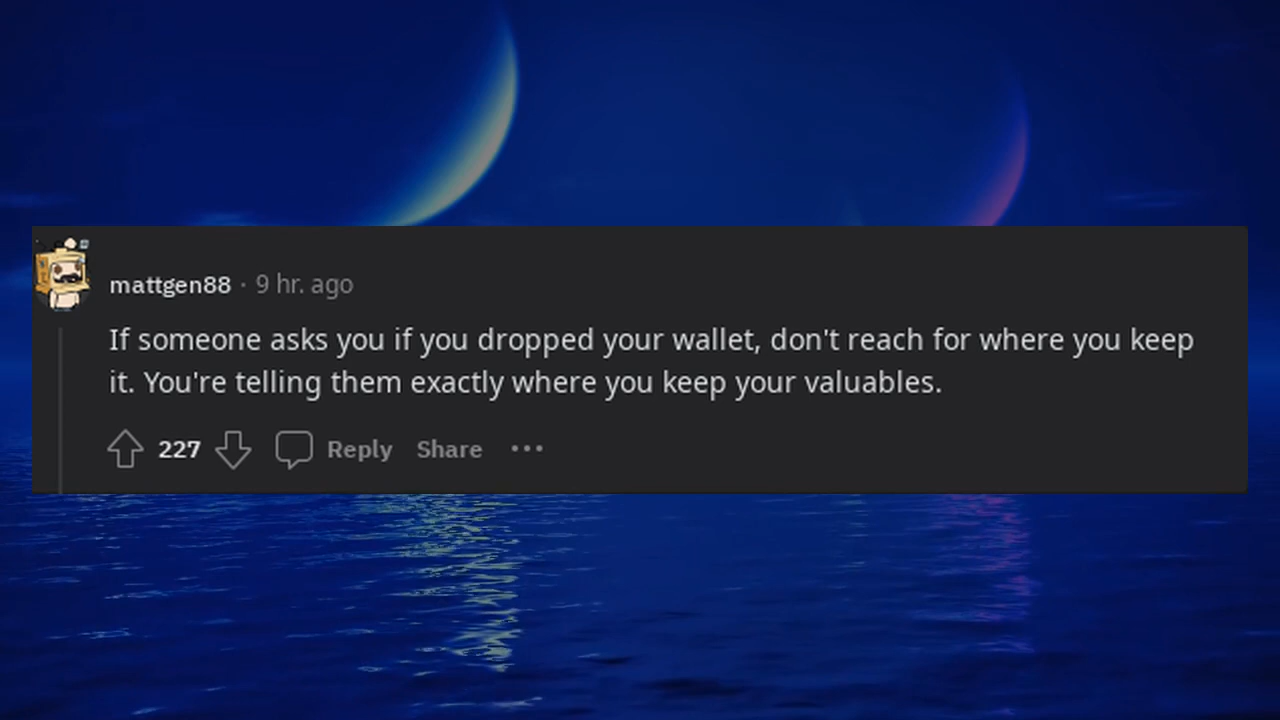 mattgen88 · 9 hr. ago
If someone asks you if you dropped your wallet, don't reach for where you keep
it. You're telling them exactly where you keep your valuables.
227 Reply Share •••